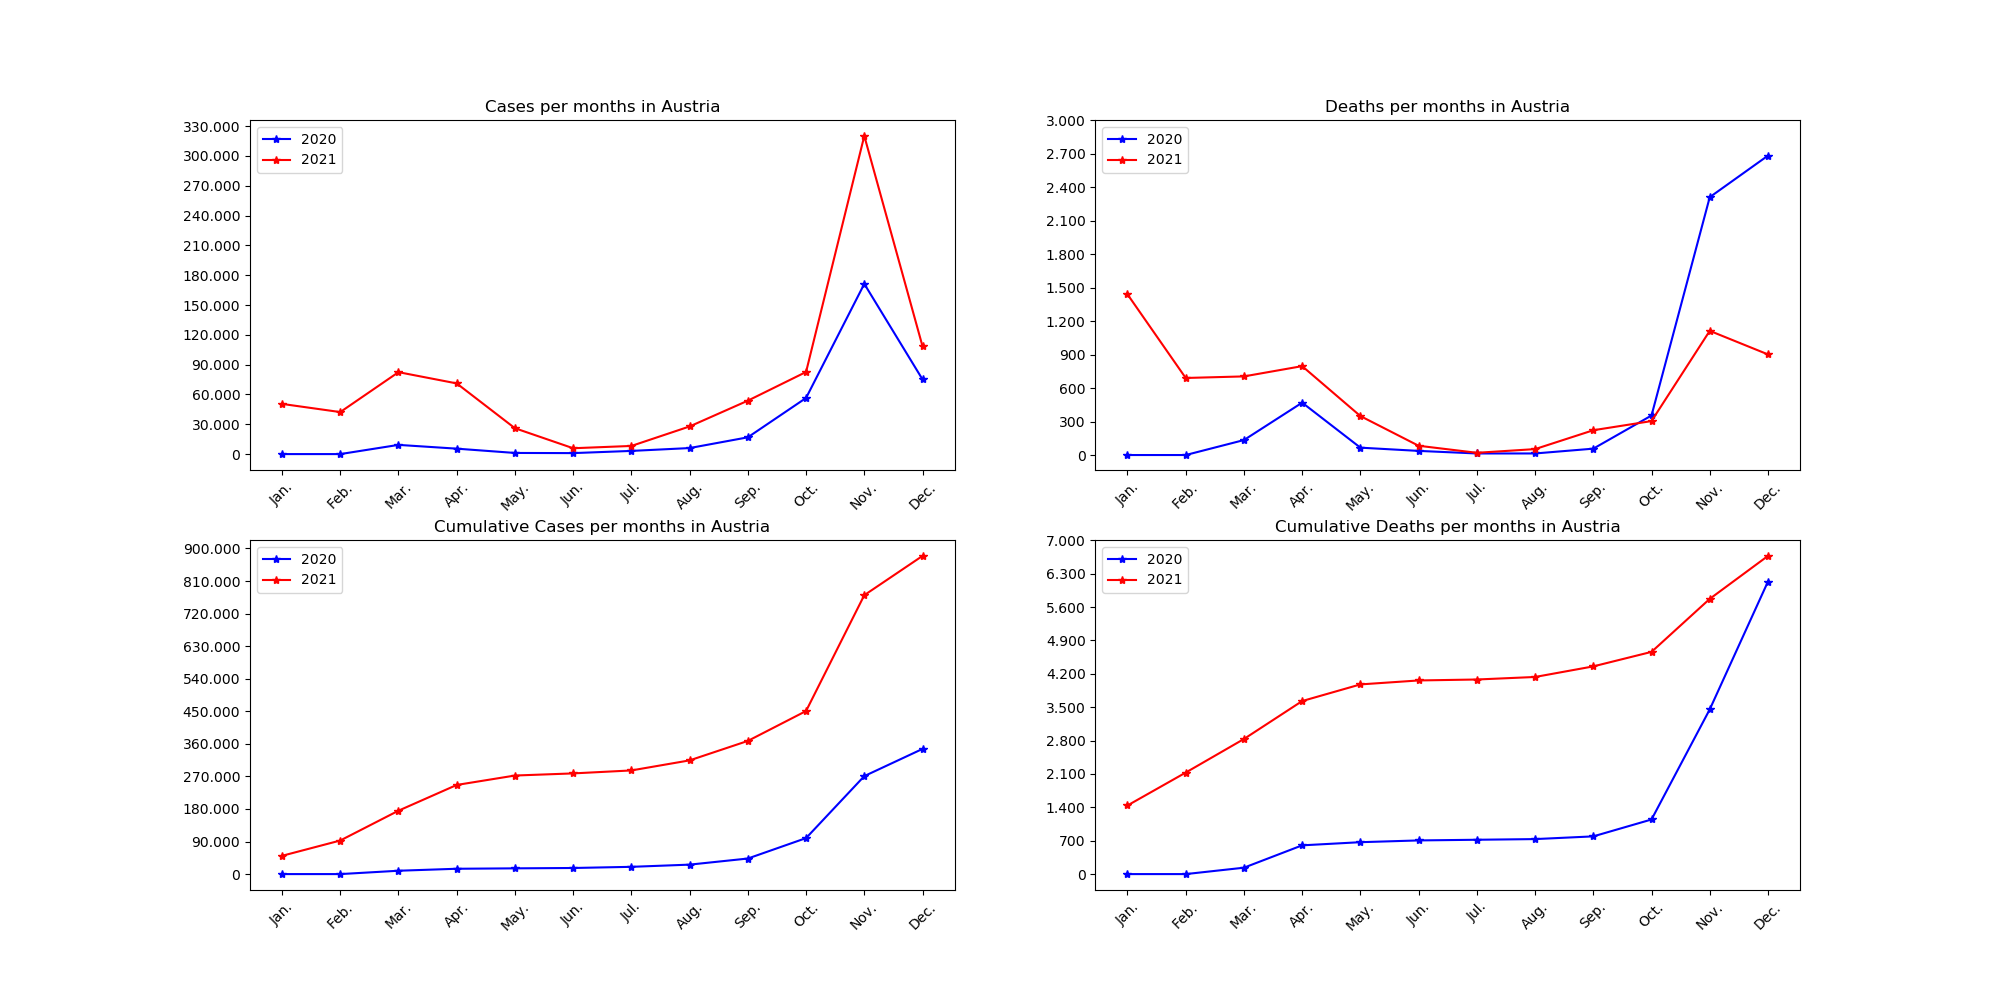 Cases per months in Austria
330.000
300.000
270.000
240.000
210.000
180.000
150.000
120.000
90.000
60.000
30.000
0
2020
2021
Jan.
Feb.
Mar.
Apr.
May.
Jun.
Jul.
Aug.
Sep.
Oct.
Nov.
Dec.
Deaths per months in Austria
3.000
2.700
2.400
2.100
1.800
1.500
1.200
900
600
300
0
2020
2021
Jan.
Feb.
Mar.
Apr.
May.
Jun.
Jul.
Aug.
Sep.
Oct.
Nov.
Dec.
Cumulative Cases per months in Austria
900.000
810.000
720.000
630.000
540.000
450.000
360.000
270.000
180.000
90.000
0
2020
2021
Jan.
Feb.
Mar.
Apr.
May.
Jun.
Jul.
Aug.
Sep.
Oct.
Nov.
Dec.
Cumulative Deaths per months in Austria
7.000
6.300
5.600
4.900
4.200
3.500
2.800
2.100
1.400
700
0
2020
2021
Jan.
Feb.
Mar.
Apr.
May.
Jun.
Jul.
Aug.
Sep.
Oct.
Nov.
Dec.